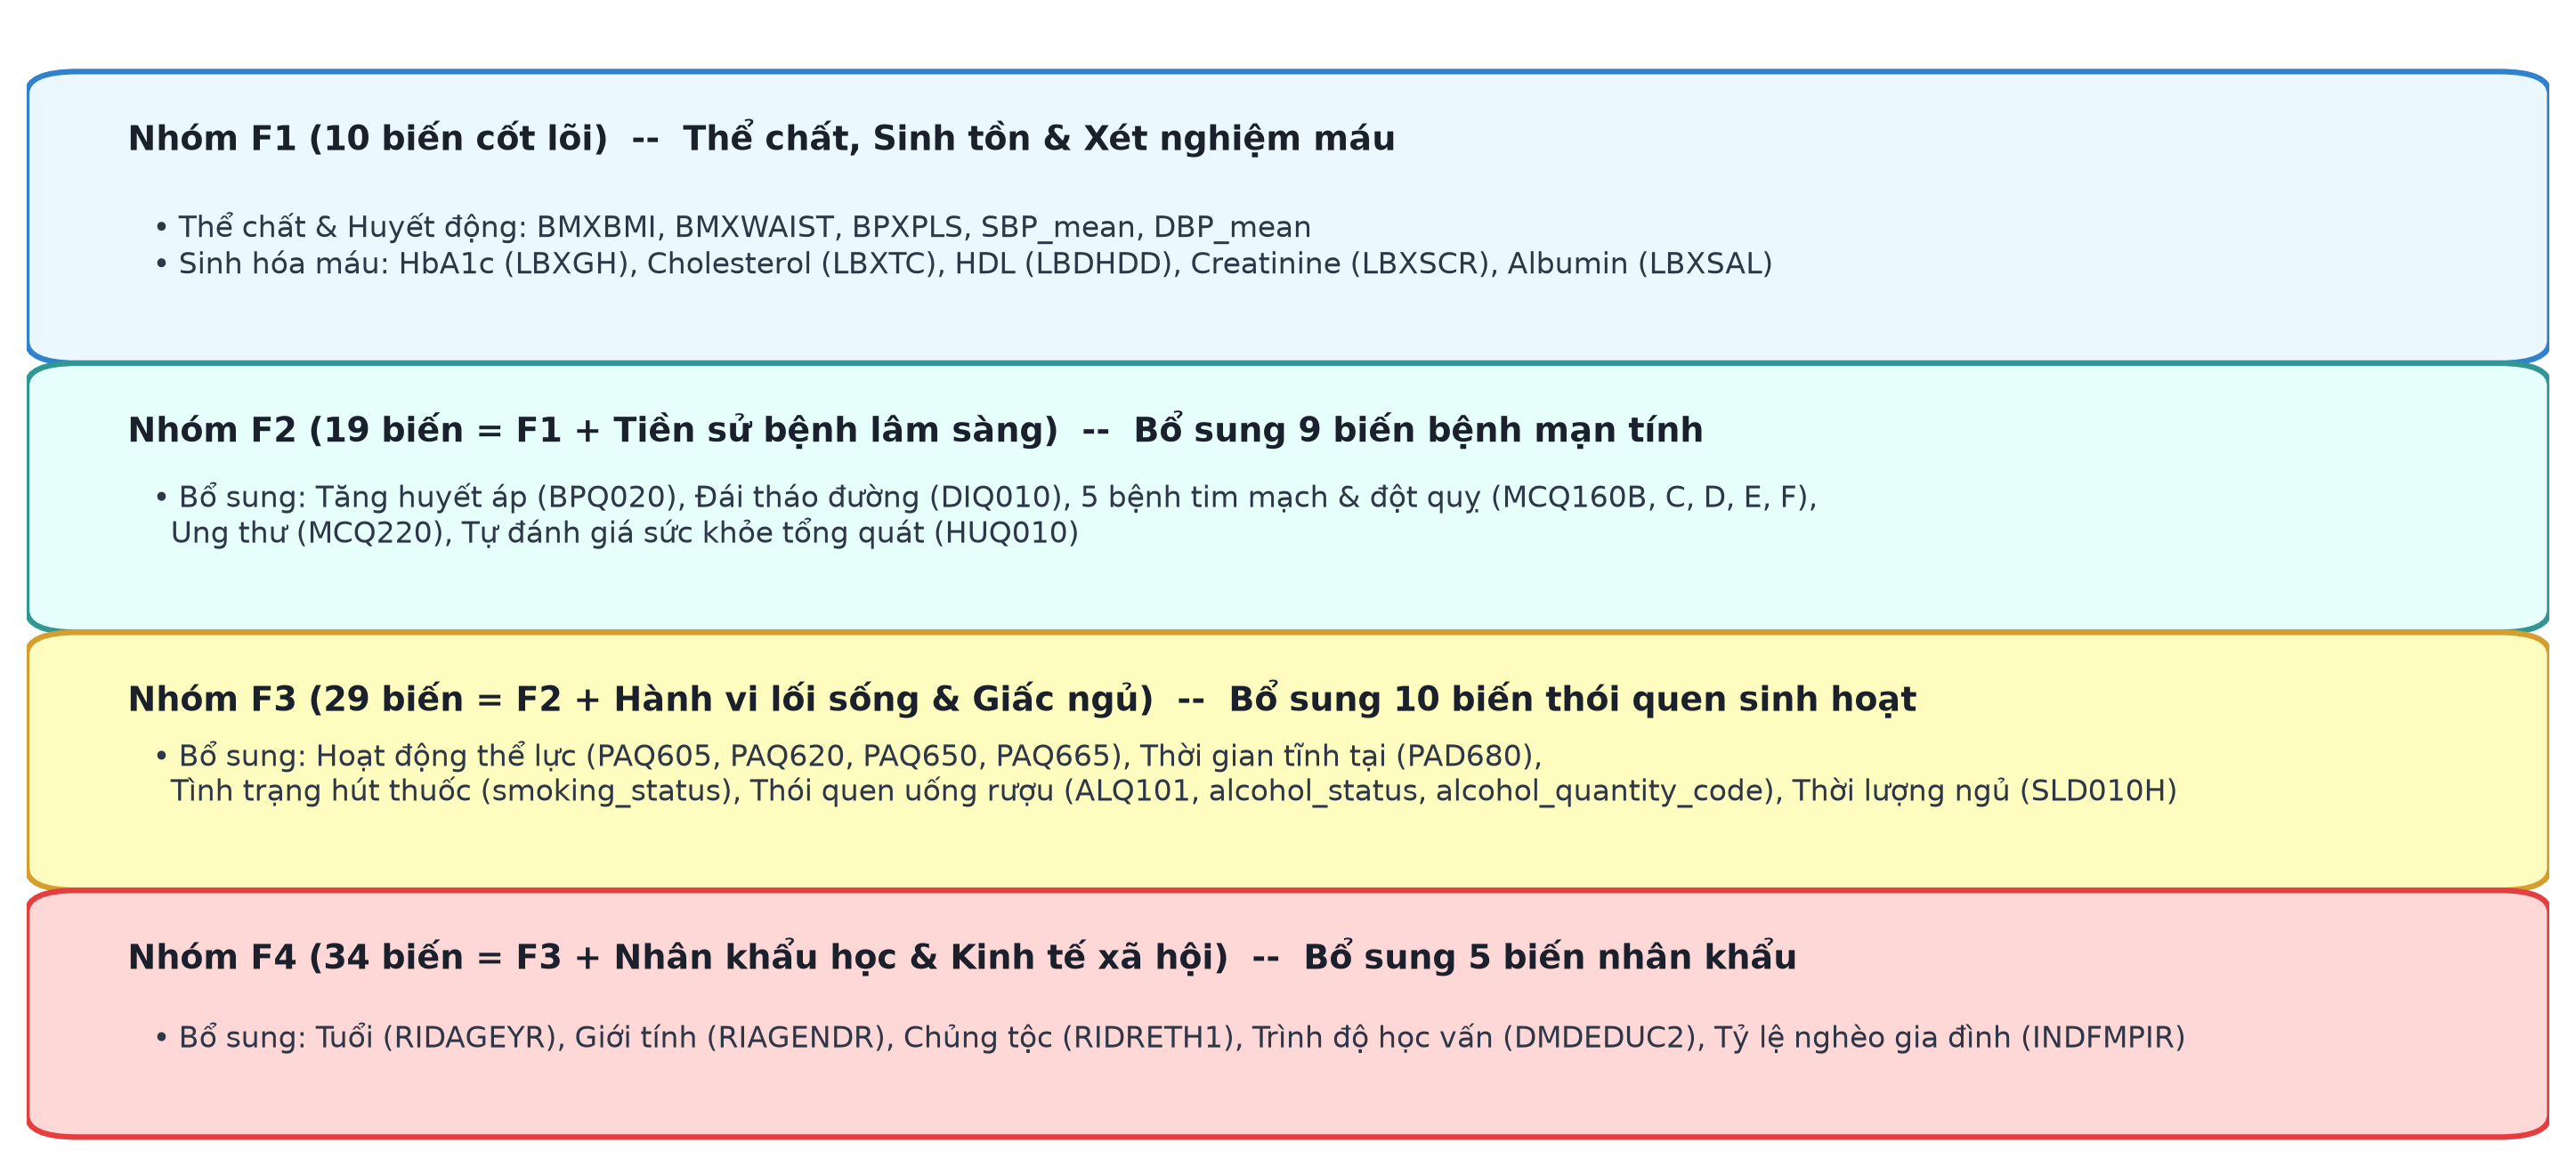 Nhóm F1 (10 biến cốt lõi)  --  Thể chất, Sinh tồn & Xét nghiệm máu
• Thể chất & Huyết động: BMXBMI, BMXWAIST, BPXPLS, SBP_mean, DBP_mean
• Sinh hóa máu: HbA1c (LBXGH), Cholesterol (LBXTC), HDL (LBDHDD), Creatinine (LBXSCR), Albumin (LBXSAL)
Nhóm F2 (19 biến = F1 + Tiền sử bệnh lâm sàng)  --  Bổ sung 9 biến bệnh mạn tính
• Bổ sung: Tăng huyết áp (BPQ020), Đái tháo đường (DIQ010), 5 bệnh tim mạch & đột quỵ (MCQ160B, C, D, E, F),
Ung thư (MCQ220), Tự đánh giá sức khỏe tổng quát (HUQ010)
Nhóm F3 (29 biến = F2 + Hành vi lối sống & Giấc ngủ)  --  Bổ sung 10 biến thói quen sinh hoạt
• Bổ sung: Hoạt động thể lực (PAQ605, PAQ620, PAQ650, PAQ665), Thời gian tĩnh tại (PAD680),
Tình trạng hút thuốc (smoking_status), Thói quen uống rượu (ALQ101, alcohol_status, alcohol_quantity_code), Thời lượng ngủ (SLD010H)
Nhóm F4 (34 biến = F3 + Nhân khẩu học & Kinh tế xã hội)  --  Bổ sung 5 biến nhân khẩu
• Bổ sung: Tuổi (RIDAGEYR), Giới tính (RIAGENDR), Chủng tộc (RIDRETH1), Trình độ học vấn (DMDEDUC2), Tỷ lệ nghèo gia đình (INDFMPIR)